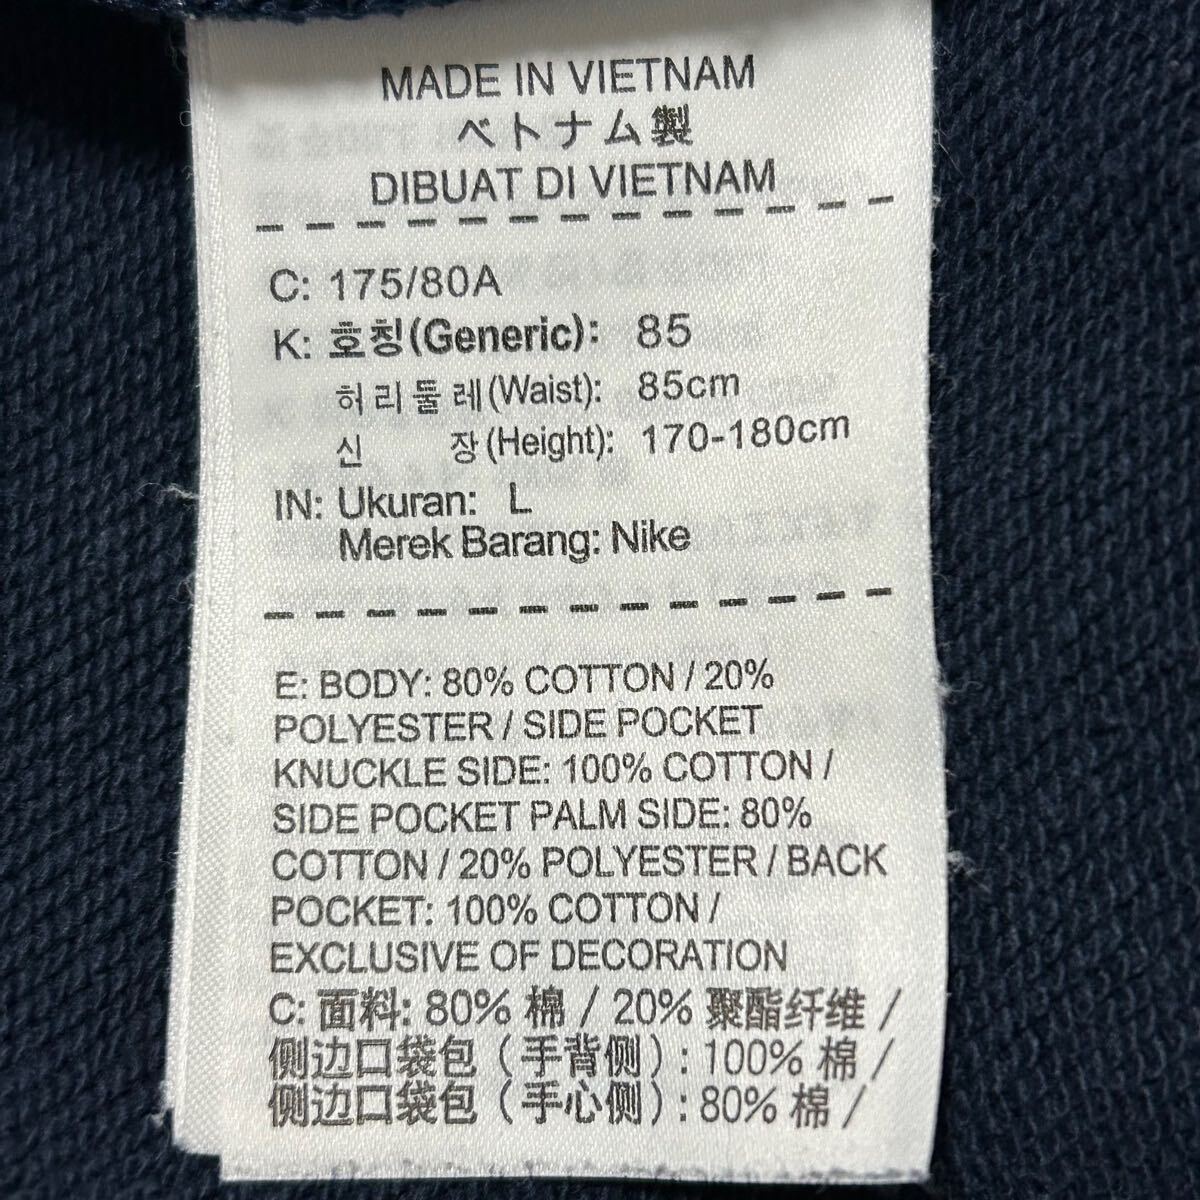 MADE IN VIETNAM
ベトナム製
DIBUAT DI VIETNAM
C: 175/80A
K: 호칭(Generic): 85
허리둘레(Waist): 85cm
신 장(Height): 170-180cm
IN: Ukuran: L
Merek Barang: Nike
E: BODY: 80% COTTON / 20%
POLYESTER / SIDE POCKET
KNUCKLE SIDE: 100% COTTON /
SIDE POCKET PALM SIDE: 80%
COTTON / 20% POLYESTER / BACK
POCKET: 100% COTTON /
EXCLUSIVE OF DECORATION
C: 面料: 80% 棉 / 20% 聚酯纤维 /
侧边口袋包（手背侧）: 100% 棉 /
侧边口袋包（手心侧）: 80% 棉 /